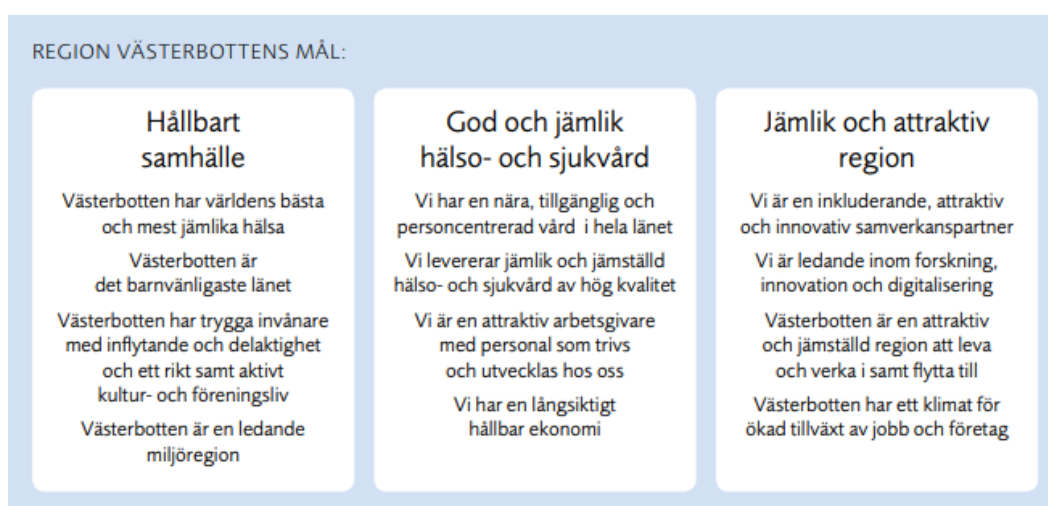 REGION VÄSTERBOTTENS MÅL:
Hållbart
samhälle
Västerbotten har världens bästa
och mest jämlika hälsa
Västerbotten är
det barnvänligaste länet
Västerbotten har trygga invånare
med inflytande och delaktighet
och ett rikt samt aktivt
kultur- och föreningsliv
Västerbotten är en ledande
miljöregion
God och jämlik
hälso- och sjukvård
Vi har en nära, tillgänglig och
personcentrerad vård i hela länet
Vi levererar jämlik och jämställd
hälso- och sjukvård av hög kvalitet
Vi är en attraktiv arbetsgivare
med personal som trivs
och utvecklas hos oss
Vi har en långsiktigt
hållbar ekonomi
Jämlik och attraktiv
region
Vi är en inkluderande, attraktiv
och innovativ samverkanspartner
Vi är ledande inom forskning,
innovation och digitalisering
Västerbotten är en attraktiv
och jämställd region att leva
och verka i samt flytta till
Västerbotten har ett klimat för
ökad tillväxt av jobb och företag